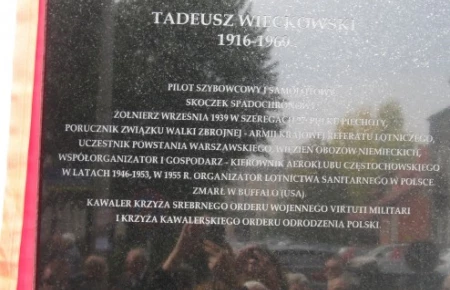 TADEUSZ WIĘCKOWSKI
1916-1969
PILOT SZYBOWCOWY I SAMOLOTOWY
SKOCZEK SPADOCHRONOWY
ŻOŁNIERZ WRZEŚNIA 1939 W SZEREGACH PUŁKU PIECHOTY,
PORUCZNIK ZWIĄZKU WALKI ZBROJNEJ - ARMII KRAJOWEJ REFERATU LOTNICZEGO,
UCZESTNIK POWSTANIA WARSZAWSKIEGO, WIĘZIEŃ OBOZÓW NIEMIECKICH,
WSPÓŁORGANIZATOR I GOSPODARZ - KIEROWNIK AEROKLUBU CZĘSTOCHOWSKIEGO
W LATACH 1946-1953, W 1955 R. ORGANIZATOR LOTNICTWA SANITARNEGO W POLSCE
ZMARŁ W BUFFALO (USA).
KAWALER KRZYŻA SREBRNEGO ORDERU WOJENNEGO VIRTUTI MILITARI
I KRZYŻA KAWALERSKIEGO ORDERU ODRODZENIA POLSKI.